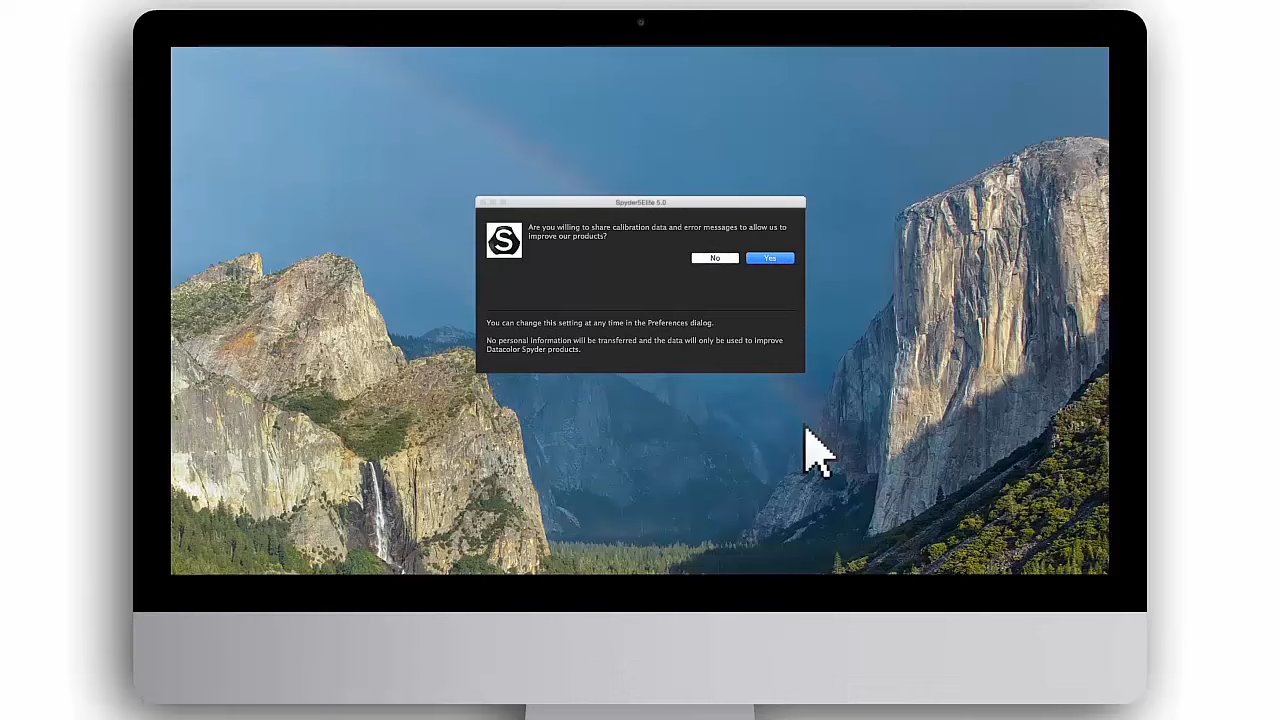 Spyder5Elite 5.0
Are you willing to share calibration data and error messages to allow us to
improve our products?
No Yes
You can change this setting at any time in the Preferences dialog.
No personal information will be transferred and the data will only be used to improve
Datacolor Spyder products.